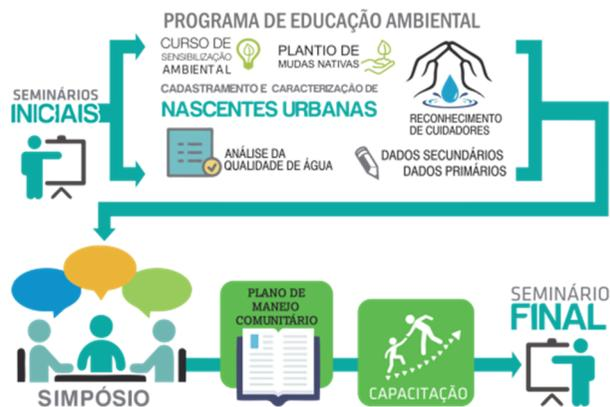 PROGRAMA DE EDUCAÇÃO AMBIENTAL
SEMINÁRIOS
INICIAIS
CURSO DE
SENSIBILIZAÇÃO
AMBIENTAL
PLANTIO DE
MUDAS NATIVAS
CADASTRAMENTO E CARACTERIZAÇÃO DE
NASCENTES URBANAS
RECONHECIMENTO
DE CUIDADORES
ANÁLISE DA
QUALIDADE DE ÁGUA
DADOS SECUNDÁRIOS
DADOS PRIMÁRIOS
SIMPÓSIO
PLANO DE
MANEJO
COMUNITÁRIO
CAPACITAÇÃO
SEMINÁRIO
FINAL